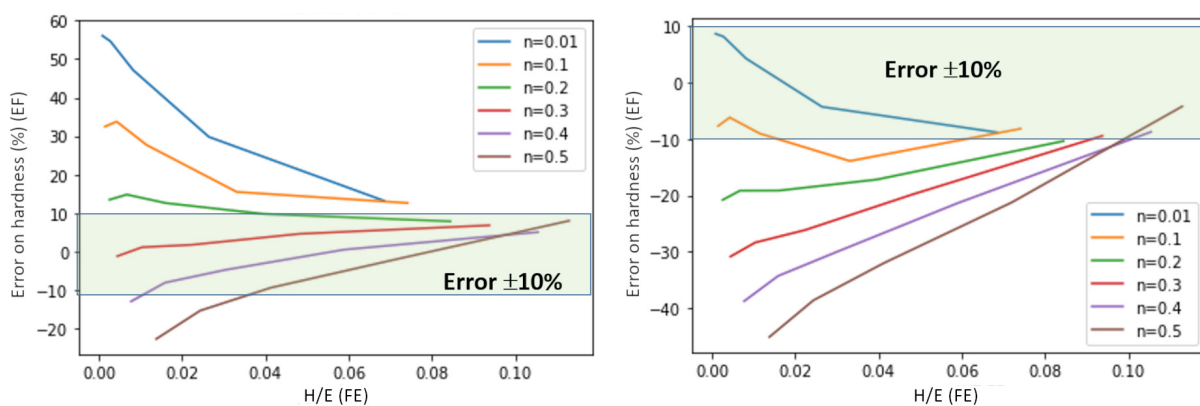 Error on hardness (%) (EF)
60
50
40
30
20
10
0
−10
−20
n=0.01
n=0.1
n=0.2
n=0.3
n=0.4
n=0.5
Error ±10%
0.00 0.02 0.04 0.06 0.08 0.10
H/E (FE)
Error on hardness (%) (EF)
10
0
−10
−20
−30
−40
Error ±10%
n=0.01
n=0.1
n=0.2
n=0.3
n=0.4
n=0.5
0.00 0.02 0.04 0.06 0.08 0.10
H/E (FE)